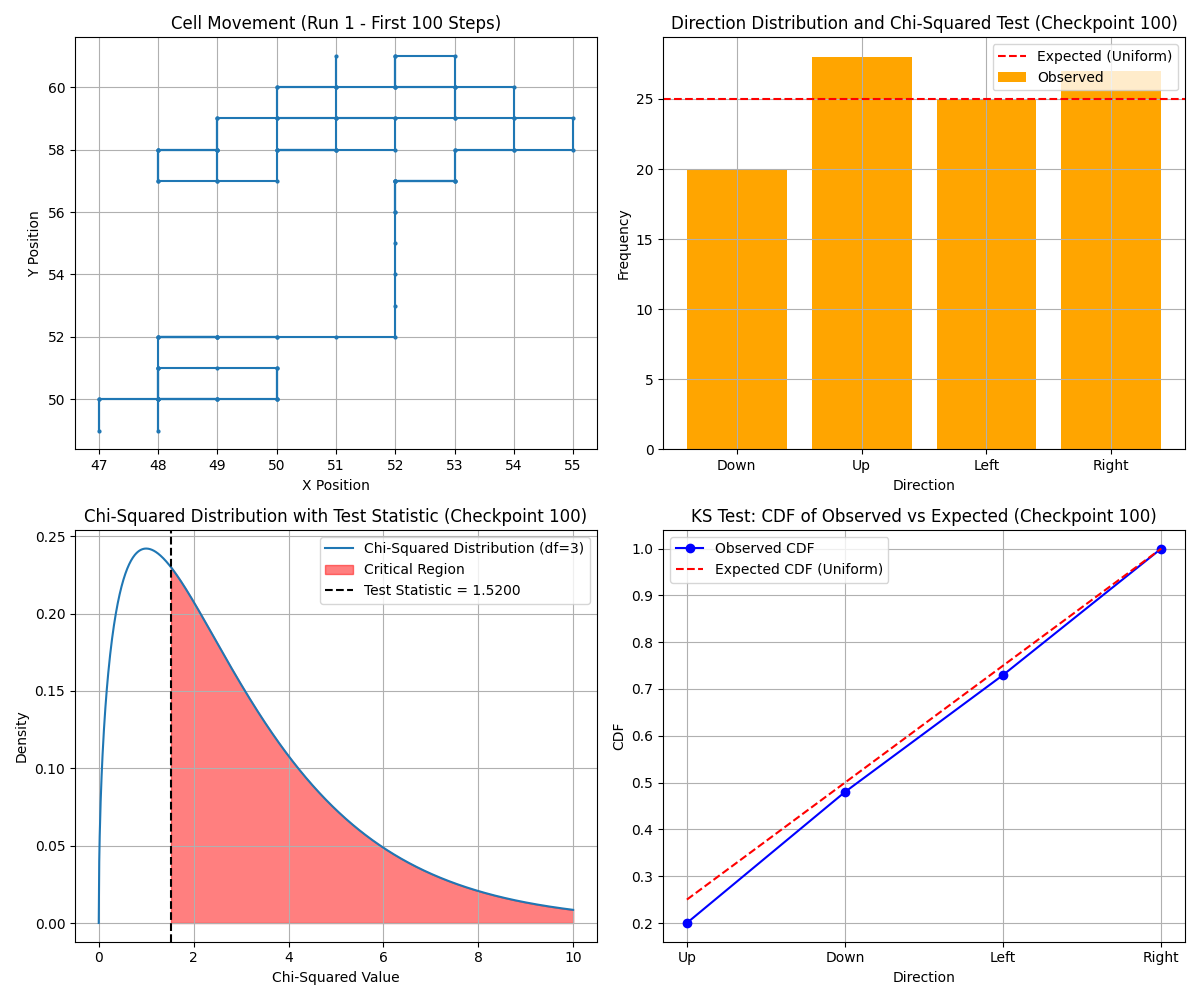 Cell Movement (Run 1 - First 100 Steps)
60
58
56
54
52
50
Y Position
47 48 49 50 51 52 53 54 55
X Position
Direction Distribution and Chi-Squared Test (Checkpoint 100)
Expected (Uniform)
Observed
25
20
15
10
5
0
Frequency
Down Up Left Right
Direction
Chi-Squared Distribution with Test Statistic (Checkpoint 100)
Chi-Squared Distribution (df=3)
Critical Region
Test Statistic = 1.5200
0.25
0.20
0.15
0.10
0.05
0.00
Density
0 2 4 6 8 10
Chi-Squared Value
KS Test: CDF of Observed vs Expected (Checkpoint 100)
Observed CDF
Expected CDF (Uniform)
1.0
0.9
0.8
0.7
0.6
0.5
0.4
0.3
0.2
CDF
Up Down Left Right
Direction